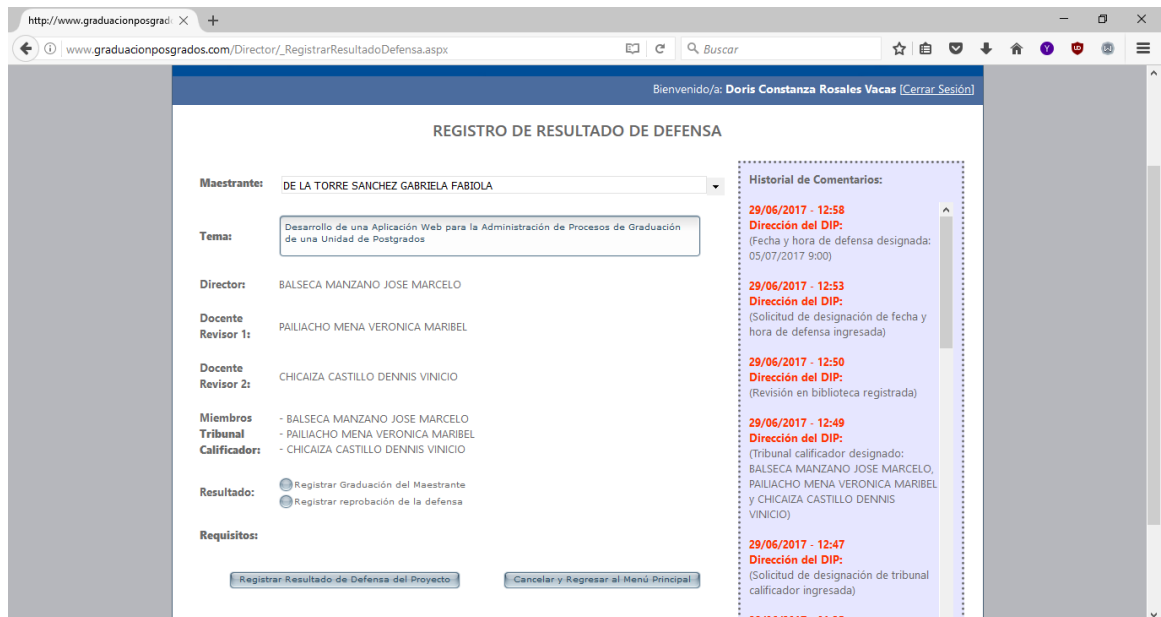 http://www.graduacionposgrad
www.graduacionposgrados.com/Director/_RegistrarResultadoDefensa.aspx
Buscar
Bienvenido/a: Doris Constanza Rosales Vacas [Cerrar Sesión]
REGISTRO DE RESULTADO DE DEFENSA
Maestrante: DE LA TORRE SANCHEZ GABRIELA FABIOLA
Tema: Desarrollo de una Aplicación Web para la Administración de Procesos de Graduación
de una Unidad de Postgrados
Director: BALSECA MANZANO JOSE MARCELO
Docente
Revisor 1: PAILIACHO MENA VERONICA MARIBEL
Docente
Revisor 2: CHICAIZA CASTILLO DENNIS VINICIO
Miembros - BALSECA MANZANO JOSE MARCELO
Tribunal - PAILIACHO MENA VERONICA MARIBEL
Calificador: - CHICAIZA CASTILLO DENNIS VINICIO
Resultado: Registrar Graduación del Maestrante
Registrar reprobación de la defensa
Requisitos:
Registrar Resultado de Defensa del Proyecto Cancelar y Regresar al Menú Principal
Historial de Comentarios:
29/06/2017 - 12:58
Dirección del DIP:
(Fecha y hora de defensa designada:
05/07/2017 9:00)
29/06/2017 - 12:53
Dirección del DIP:
(Solicitud de designación de fecha y
hora de defensa ingresada)
29/06/2017 - 12:50
Dirección del DIP:
(Revisión en biblioteca registrada)
29/06/2017 - 12:49
Dirección del DIP:
(Tribunal calificador designado:
BALSECA MANZANO JOSE MARCELO,
PAILIACHO MENA VERONICA MARIBEL
y CHICAIZA CASTILLO DENNIS
VINICIO)
29/06/2017 - 12:47
Dirección del DIP:
(Solicitud de designación de tribunal
calificador ingresada)